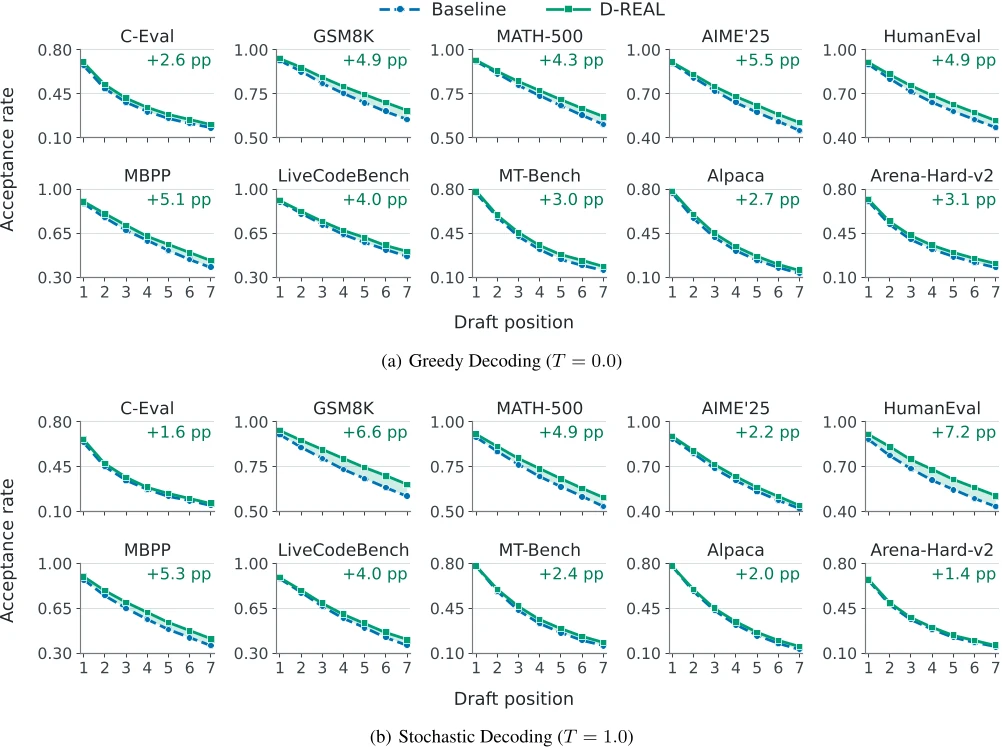 Baseline D-REAL
C-Eval GSM8K MATH-500 AIME'25 HumanEval
Acceptance rate
0.80 0.45 0.10 +2.6 pp
1.00 0.75 0.50 +4.9 pp
1.00 0.75 0.50 +4.3 pp
1.00 0.70 0.40 +5.5 pp
1.00 0.70 0.40 +4.9 pp
MBPP LiveCodeBench MT-Bench Alpaca Arena-Hard-v2
1.00 0.65 0.30 +5.1 pp
1.00 0.65 0.30 +4.0 pp
0.80 0.45 0.10 +3.0 pp
0.80 0.45 0.10 +2.7 pp
0.80 0.45 0.10 +3.1 pp
1 2 3 4 5 6 7 1 2 3 4 5 6 7 1 2 3 4 5 6 7 1 2 3 4 5 6 7 1 2 3 4 5 6 7
Draft position
(a) Greedy Decoding (T = 0.0)
C-Eval GSM8K MATH-500 AIME'25 HumanEval
Acceptance rate
0.80 0.45 0.10 +1.6 pp
1.00 0.75 0.50 +6.6 pp
1.00 0.75 0.50 +4.9 pp
1.00 0.70 0.40 +2.2 pp
1.00 0.70 0.40 +7.2 pp
MBPP LiveCodeBench MT-Bench Alpaca Arena-Hard-v2
1.00 0.65 0.30 +5.3 pp
1.00 0.65 0.30 +4.0 pp
0.80 0.45 0.10 +2.4 pp
0.80 0.45 0.10 +2.0 pp
0.80 0.45 0.10 +1.4 pp
1 2 3 4 5 6 7 1 2 3 4 5 6 7 1 2 3 4 5 6 7 1 2 3 4 5 6 7 1 2 3 4 5 6 7
Draft position
(b) Stochastic Decoding (T = 1.0)